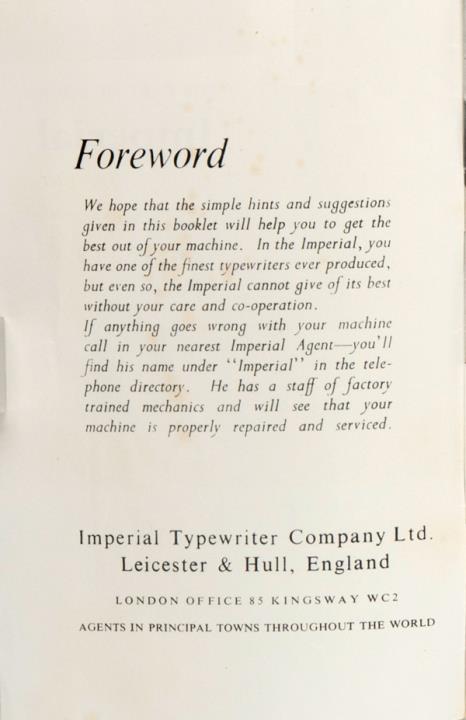 Foreword
We hope that the simple hints and suggestions
given in this booklet will help you to get the
best out of your machine. In the Imperial, you
have one of the finest typewriters ever produced,
but even so, the Imperial cannot give of its best
without your care and co-operation.
If anything goes wrong with your machine
call in your nearest Imperial Agent—you'll
find his name under "Imperial" in the tele-
phone directory. He has a staff of factory
trained mechanics and will see that your
machine is properly repaired and serviced.
Imperial Typewriter Company Ltd.
Leicester & Hull, England
LONDON OFFICE 85 KINGSWAY WC2
AGENTS IN PRINCIPAL TOWNS THROUGHOUT THE WORLD